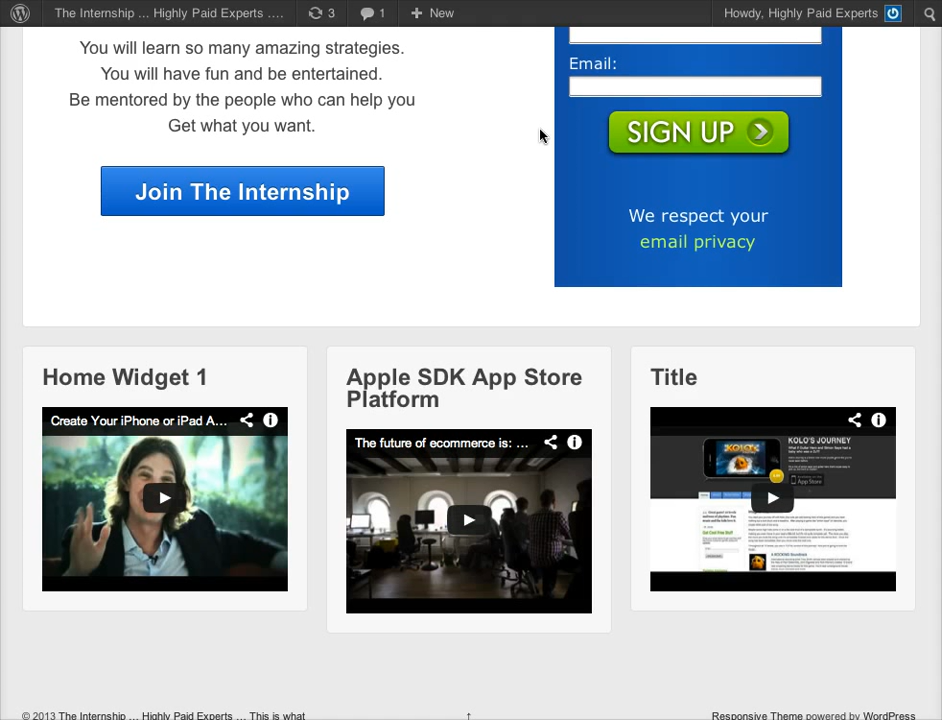 The Internship ... Highly Paid Experts .... 3 1 New Howdy, Highly Paid Experts
You will learn so many amazing strategies.
You will have fun and be entertained.
Be mentored by the people who can help you
Get what you want.
Join The Internship
Email:
SIGN UP
We respect your
email privacy
Home Widget 1
Create Your iPhone or iPad A...
Apple SDK App Store
Platform
The future of ecommerce is: ...
Title
KOLO'S JOURNEY
App Store
© 2013 The Internship ... Highly Paid Experts ... This is what
↑
Responsive Theme powered by WordPress